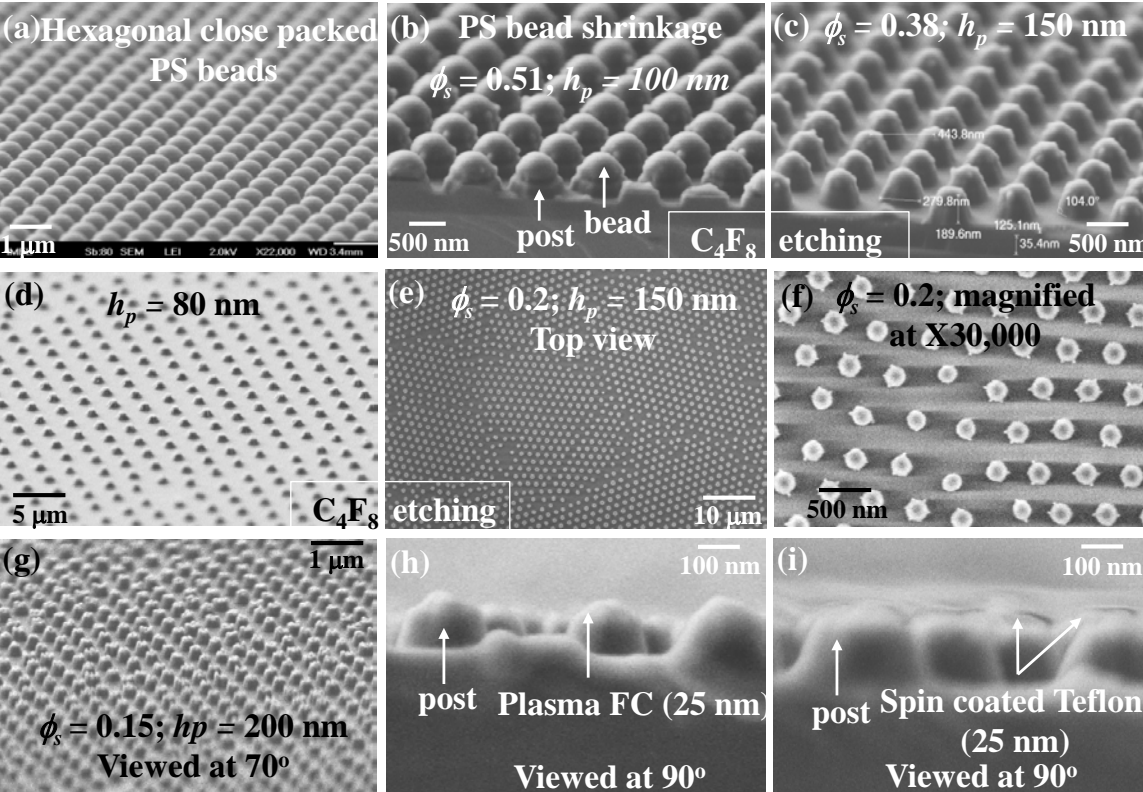 (a) Hexagonal close packed
PS beads
1 μm
Sb:80 SEM LEI 2.0kV X22,000 WD 3.4mm
(b) PS bead shrinkage
ϕs = 0.51; hp = 100 nm
post bead
500 nm
C4F8
(c) ϕs = 0.38; hp = 150 nm
443.8nm
279.8nm
104.0°
189.6nm
125.1nm
35.4nm
etching
500 nm
(d) hp = 80 nm
5 μm
C4F8
(e) ϕs = 0.2; hp = 150 nm
Top view
etching
10 μm
(f) ϕs = 0.2; magnified
at X30,000
500 nm
(g)
1 μm
ϕs = 0.15; hp = 200 nm
Viewed at 70o
(h)
100 nm
post Plasma FC (25 nm)
Viewed at 90o
(i)
100 nm
post Spin coated Teflon
(25 nm)
Viewed at 90o